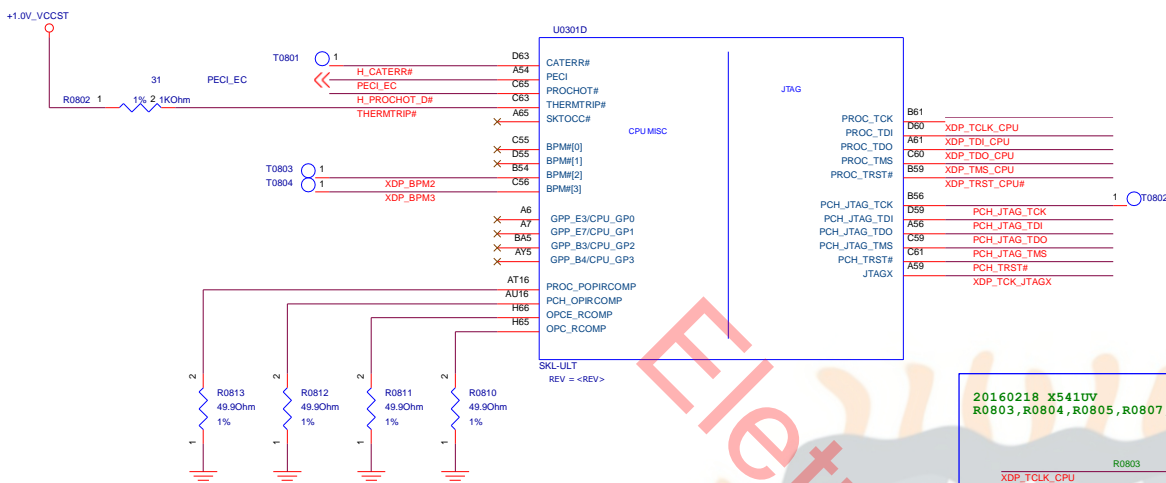 +1.0V_VCCST
U0301D
T0801 1
D63 CATERR#
H_CATERR#
A54 PECI
31 PECI_EC
PECI_EC
C65 PROCHOT#
H_PROCHOT_D#
R0802 1 1% 2 1KOhm
C63 THERMTRIP#
THERMTRIP#
A65 SKTOCC#
CPU MISC
JTAG
C55 BPM#[0]
D55 BPM#[1]
T0803 1
B54 BPM#[2]
XDP_BPM2
T0804 1
C56 BPM#[3]
XDP_BPM3
A6 GPP_E3/CPU_GP0
A7 GPP_E7/CPU_GP1
BA5 GPP_B3/CPU_GP2
AY5 GPP_B4/CPU_GP3
AT16 PROC_POPIRCOMP
AU16 PCH_OPIRCOMP
H66 OPCE_RCOMP
H65 OPC_RCOMP
PROC_TCK B61
XDP_TCLK_CPU
PROC_TDI D60
XDP_TDI_CPU
PROC_TDO A61
XDP_TDO_CPU
PROC_TMS C60
XDP_TMS_CPU
PROC_TRST# B59
XDP_TRST_CPU#
PCH_JTAG_TCK B56
1 T0802
PCH_JTAG_TCK
PCH_JTAG_TDI D59
PCH_JTAG_TDI
PCH_JTAG_TDO A56
PCH_JTAG_TDO
PCH_JTAG_TMS C59
PCH_JTAG_TMS
PCH_TRST# C61
PCH_TRST#
JTAGX A59
XDP_TCK_JTAGX
SKL-ULT
REV = <REV>
2 2 2 2
R0813 R0812 R0811 R0810
49.9Ohm 49.9Ohm 49.9Ohm 49.9Ohm
1% 1% 1% 1%
1 1 1 1
20160218 X541UV
R0803,R0804,R0805,R0807
R0803
XDP_TCLK_CPU